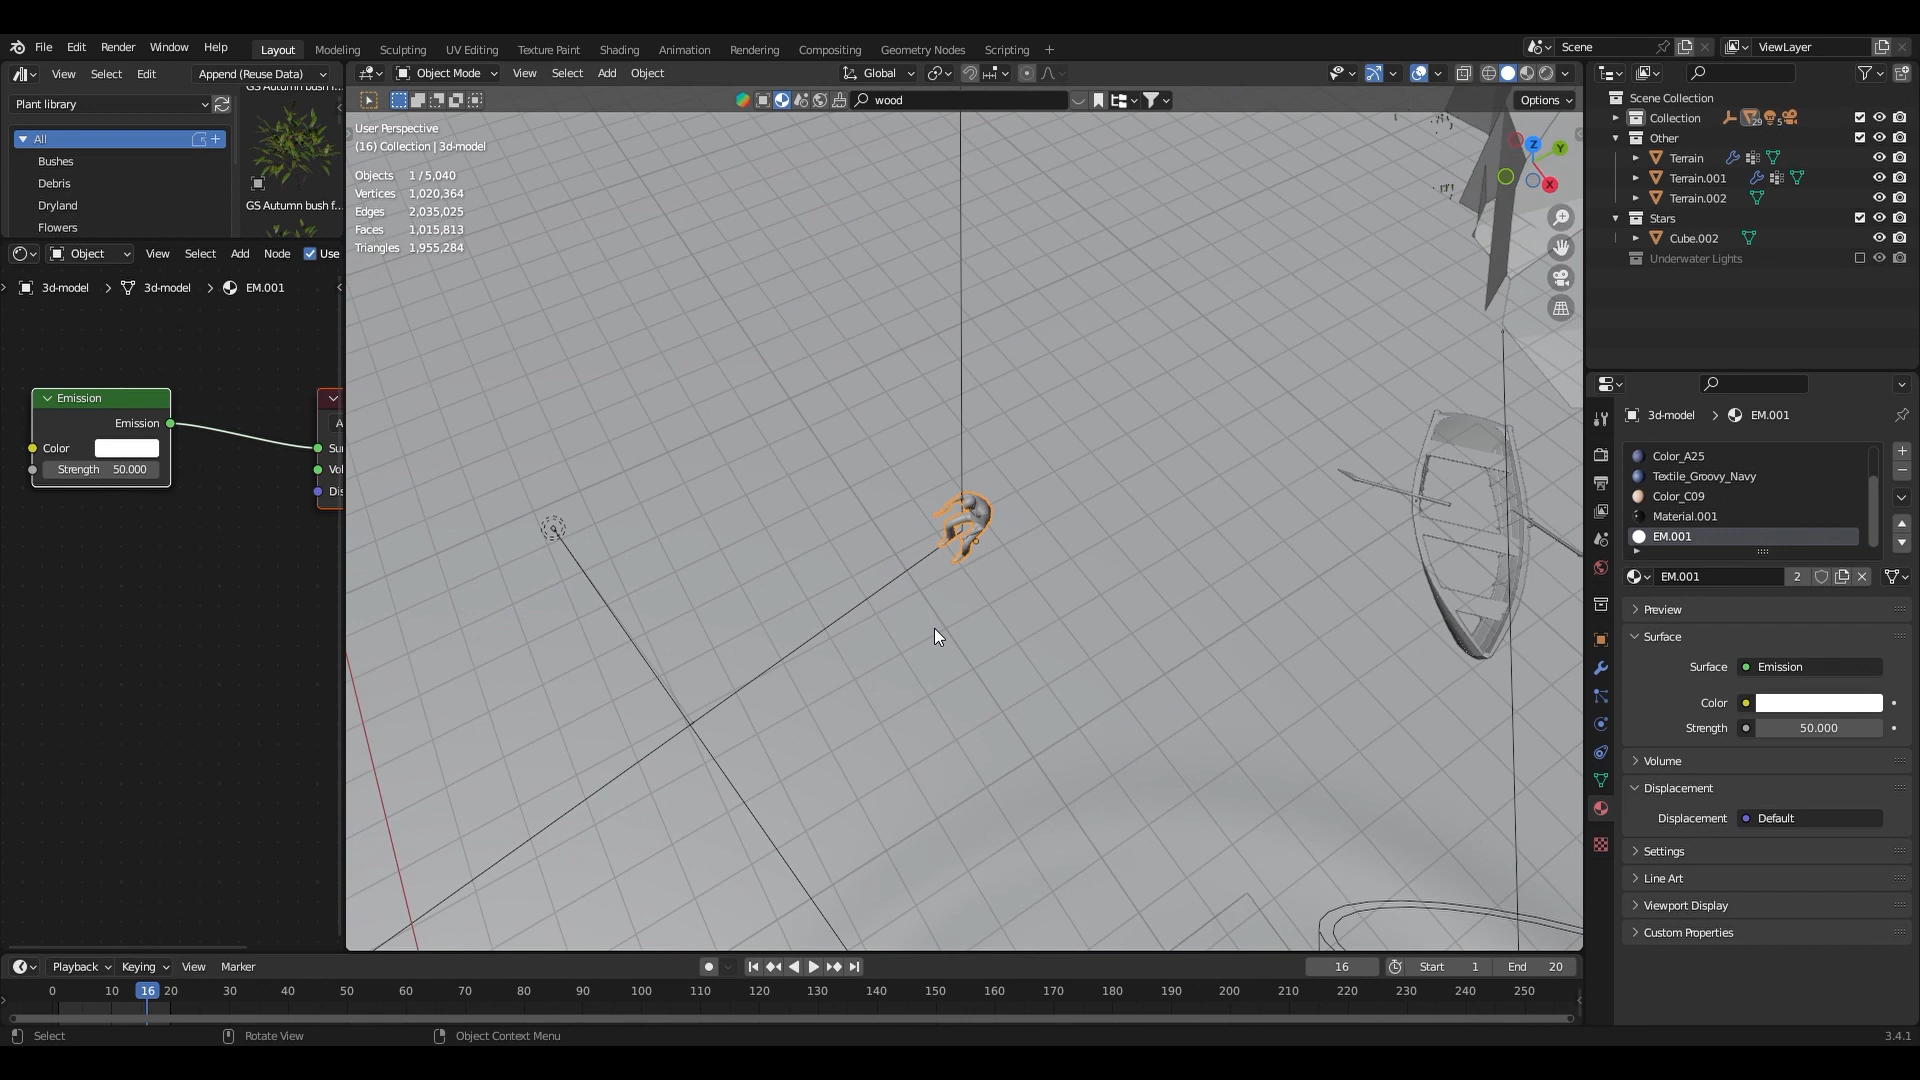 File Edit Render Window Help Layout Modeling Sculpting UV Editing Texture Paint Shading Animation Rendering Compositing Geometry Nodes Scripting + Scene ViewLayer
View Select Edit Append (Reuse Data) Object Mode View Select Add Object Global
Plant library
wood
Options
All
Bushes
Debris
Dryland
Flowers
GS Autumn bush f...
GS Autumn bush f...
Object View Select Add Node Use
3d-model > 3d-model > EM.001
Emission
Emission
Color
Strength 50.000
A
Su
Vol
Dis
User Perspective
(16) Collection | 3d-model
Objects 1 / 5,040
Vertices 1,020,364
Edges 2,035,025
Faces 1,015,813
Triangles 1,955,284
Z
Y
X
Scene Collection
Collection 29 5
Other
Terrain
Terrain.001
Terrain.002
Stars
Cube.002
Underwater Lights
3d-model > EM.001
Color_A25
Textile_Groovy_Navy
Color_C09
Material.001
EM.001
EM.001 2
Preview
Surface
Surface Emission
Color
Strength 50.000
Volume
Displacement
Displacement Default
Settings
Line Art
Viewport Display
Custom Properties
Playback Keying View Marker 16 Start 1 End 20
0 10 16 20 30 40 50 60 70 80 90 100 110 120 130 140 150 160 170 180 190 200 210 220 230 240 250
Select Rotate View Object Context Menu 3.4.1